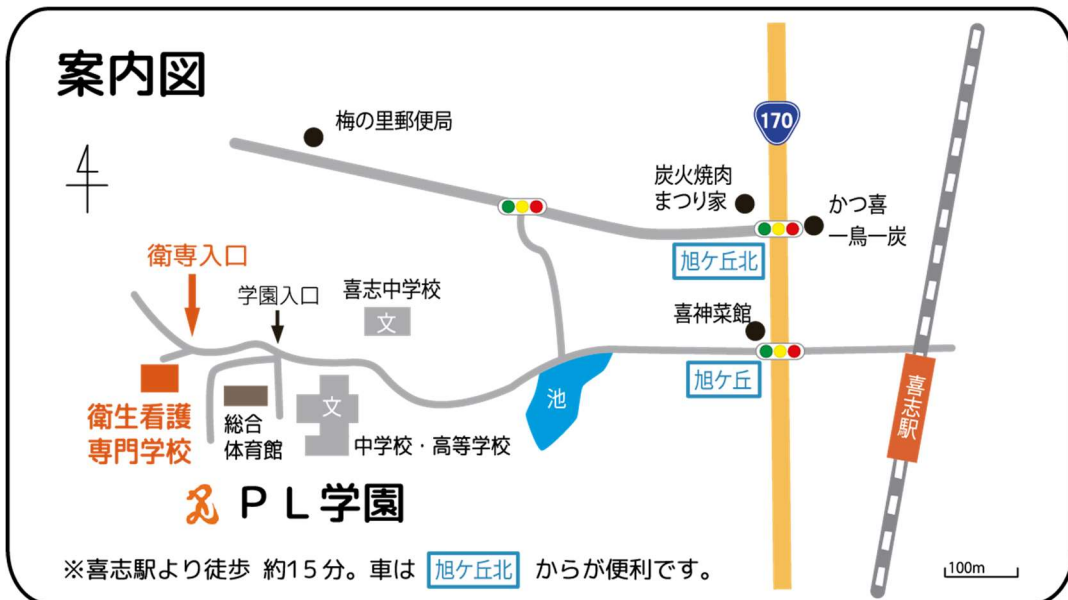 案内図
梅の里郵便局
170
炭火焼肉
まつり家
かつ喜
一鳥一炭
旭ケ丘北
衛専入口
学園入口
喜志中学校
文
喜神菜館
旭ケ丘
喜志駅
池
衛生看護
専門学校
総合
体育館
文
中学校・高等学校
PL学園
※喜志駅より徒歩 約15分。車は 旭ケ丘北 からが便利です。
100m